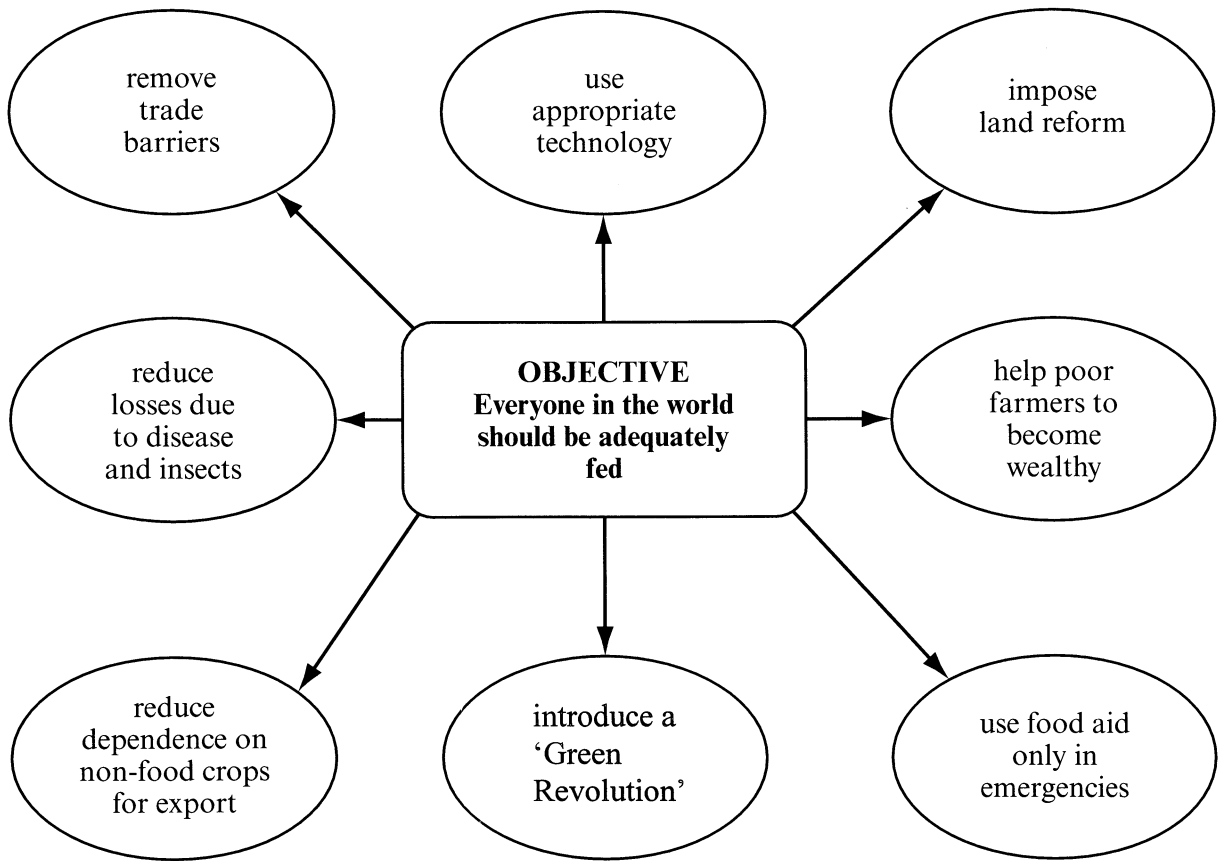 remove
trade
barriers
use
appropriate
technology
impose
land reform
reduce
losses due
to disease
and insects
OBJECTIVE
Everyone in the world
should be adequately
fed
help poor
farmers to
become
wealthy
reduce
dependence on
non-food crops
for export
introduce a
‘Green
Revolution’
use food aid
only in
emergencies